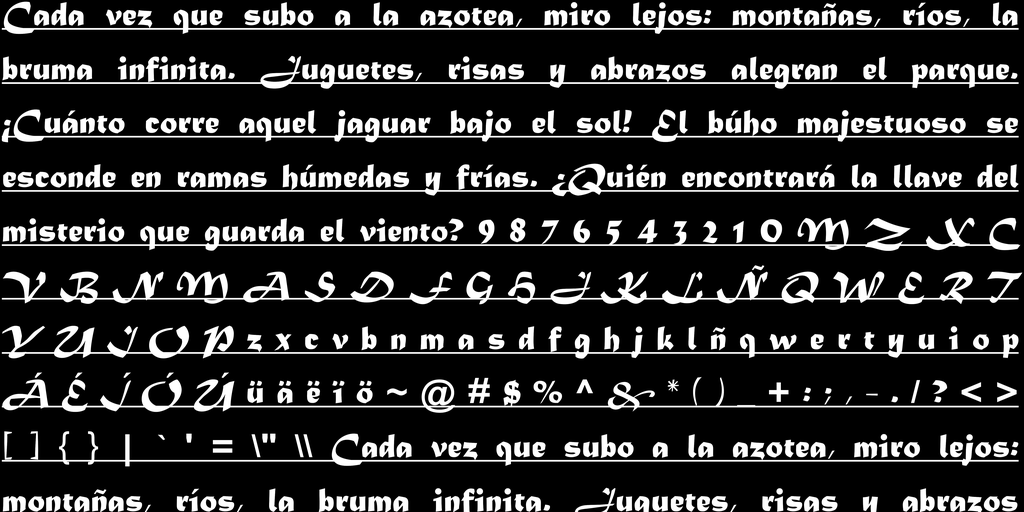 Cada vez que subo a la azotea, miro lejos: montañas, ríos, la
bruma infinita. Juguetes, risas y abrazos alegran el parque.
¡Cuánto corre aquel jaguar bajo el sol! El búho majestuoso se
esconde en ramas húmedas y frías. ¿Quién encontrará la llave del
misterio que guarda el viento? 9 8 7 6 5 4 3 2 1 0 M Z X C
V B N M A S D F G H J K L Ñ Q W E R T
Y U I O P z x c v b n m a s d f g h j k l ñ q w e r t y u i o p
Á É Í Ó Ú ü ä ë ï ö ~ @ # $ % ^ & * ( ) _ + : ; , - . / ? < >
[ ] { } | ` ' = \" \\ Cada vez que subo a la azotea, miro lejos:
montañas, ríos, la bruma infinita. Juguetes, risas y abrazos